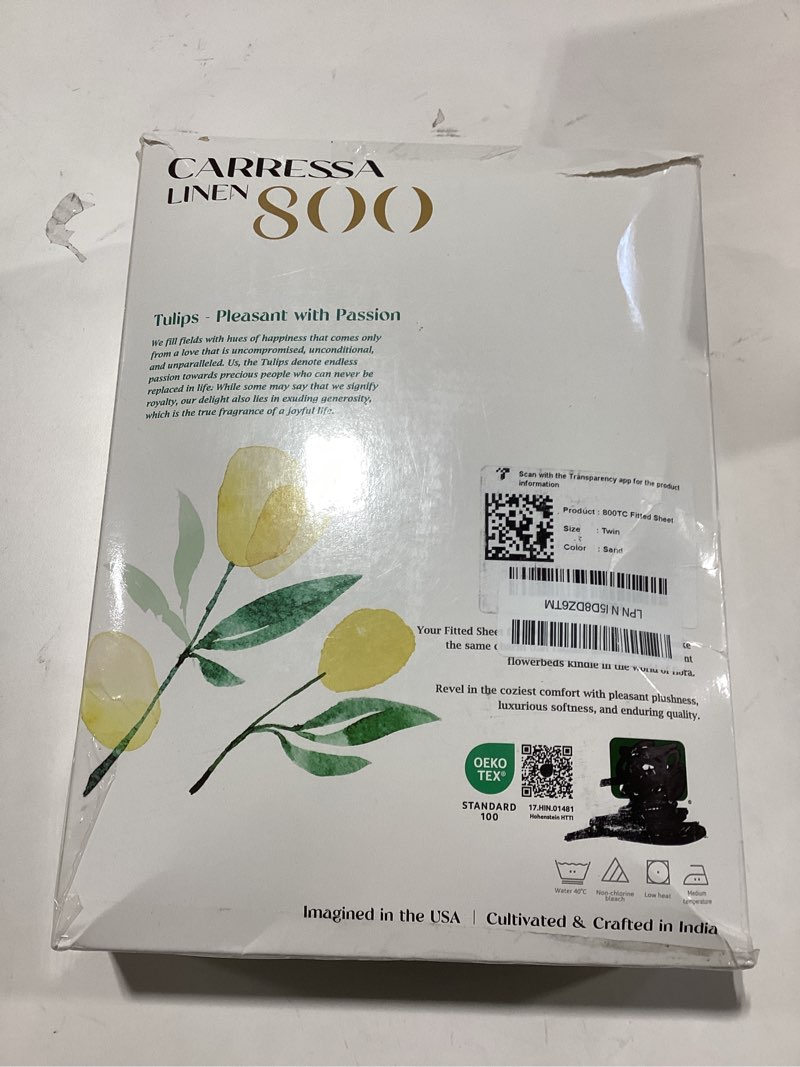 CARRESSA
LINEN 800
Tulips - Pleasant with Passion
We fill fields with hues of happiness that comes only
from a love that is uncompromised, unconditional,
and unparalleled. Us, the Tulips denote endless
passion towards precious people who can never be
replaced in life. While some may say that we signify
royalty, our delight also lies in exuding generosity,
which is the true fragrance of a joyful life.
Scan with the Transparency app for the product
information
Product : 800TC Fitted Sheet
Size : Twin
Color : Sand
LPN N I5D8DZ6TM
Your Fitted Shee
the same
flowerbeds kindle in the world of flora.
Revel in the coziest comfort with pleasant plushness,
luxurious softness, and enduring quality.
OEKO
TEX®
STANDARD
100
17.HIN.01481
Hohenstein HTTI
Water 40°C
Non-chlorine
bleach
Low heat
Medium
temperature
Imagined in the USA | Cultivated & Crafted in India